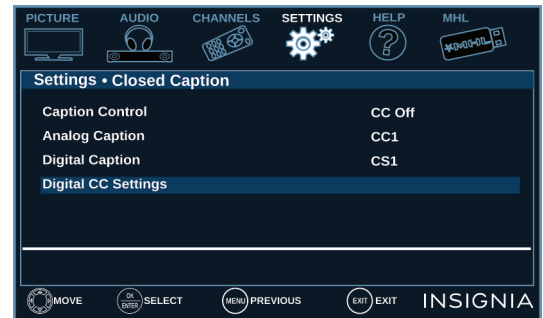 PICTURE AUDIO CHANNELS SETTINGS HELP MHL
MHL
Settings • Closed Caption
Caption Control CC Off
Analog Caption CC1
Digital Caption CS1
Digital CC Settings
MOVE OK ENTER SELECT MENU PREVIOUS EXIT EXIT INSIGNIA